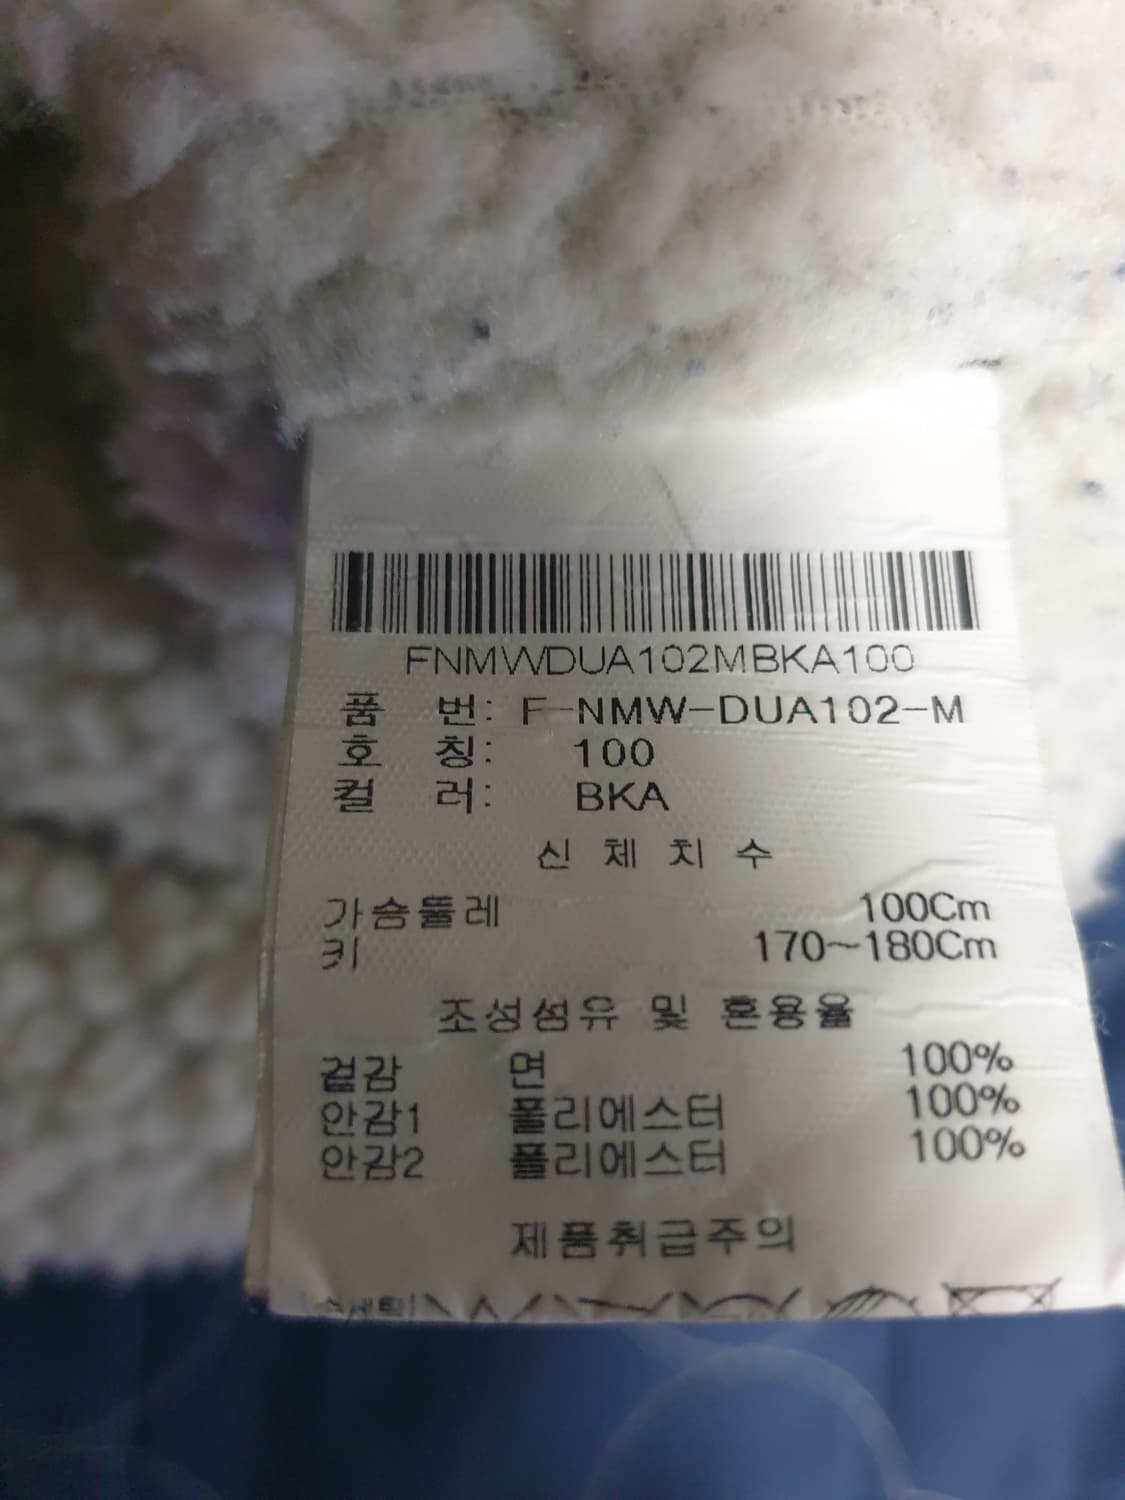 FNMWDUA102MBKA100
품 번: F-NMW-DUA102-M
호 칭: 100
컬 러: BKA
신 체 치 수
가슴둘레 100Cm
키 170~180Cm
조성섬유 및 혼용율
겉감 면 100%
안감1 폴리에스터 100%
안감2 폴리에스터 100%
제품취급주의